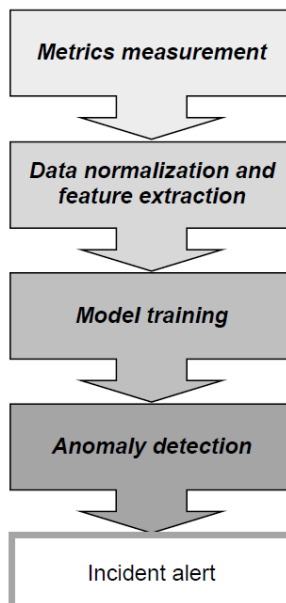 Metrics measurement
Data normalization and
feature extraction
Model training
Anomaly detection
Incident alert